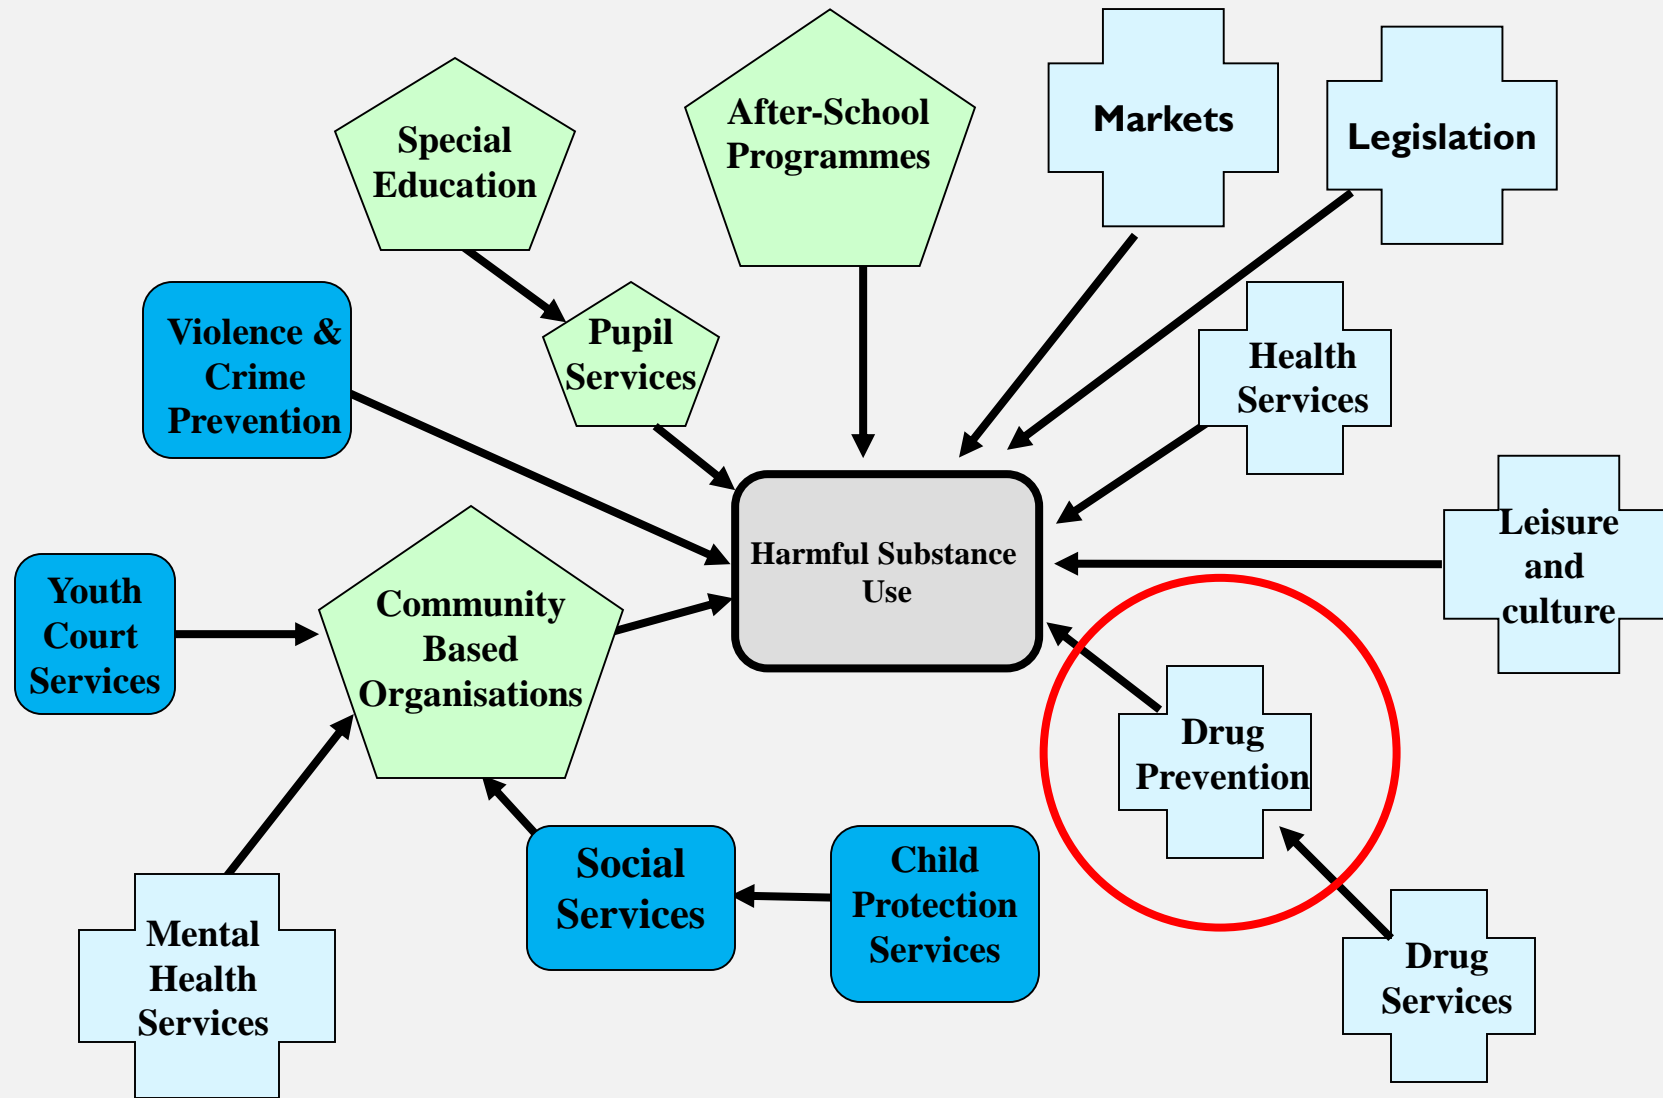 After-School
Programmes
Markets
Legislation
Special
Education
Violence &
Crime
Prevention
Pupil
Services
Health
Services
Leisure
and
culture
Harmful Substance
Use
Youth
Court
Services
Community
Based
Organisations
Drug
Prevention
Social
Services
Child
Protection
Services
Mental
Health
Services
Drug
Services